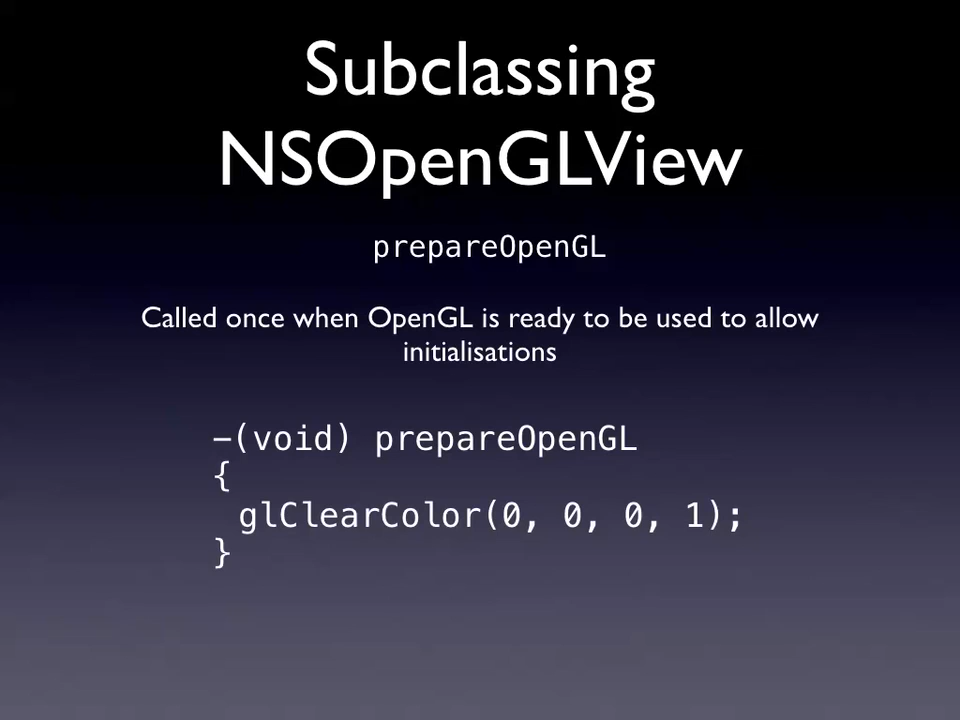 Subclassing
NSOpenGLView
prepareOpenGL
Called once when OpenGL is ready to be used to allow
initialisations
-(void) prepareOpenGL
{
glClearColor(0, 0, 0, 1);
}